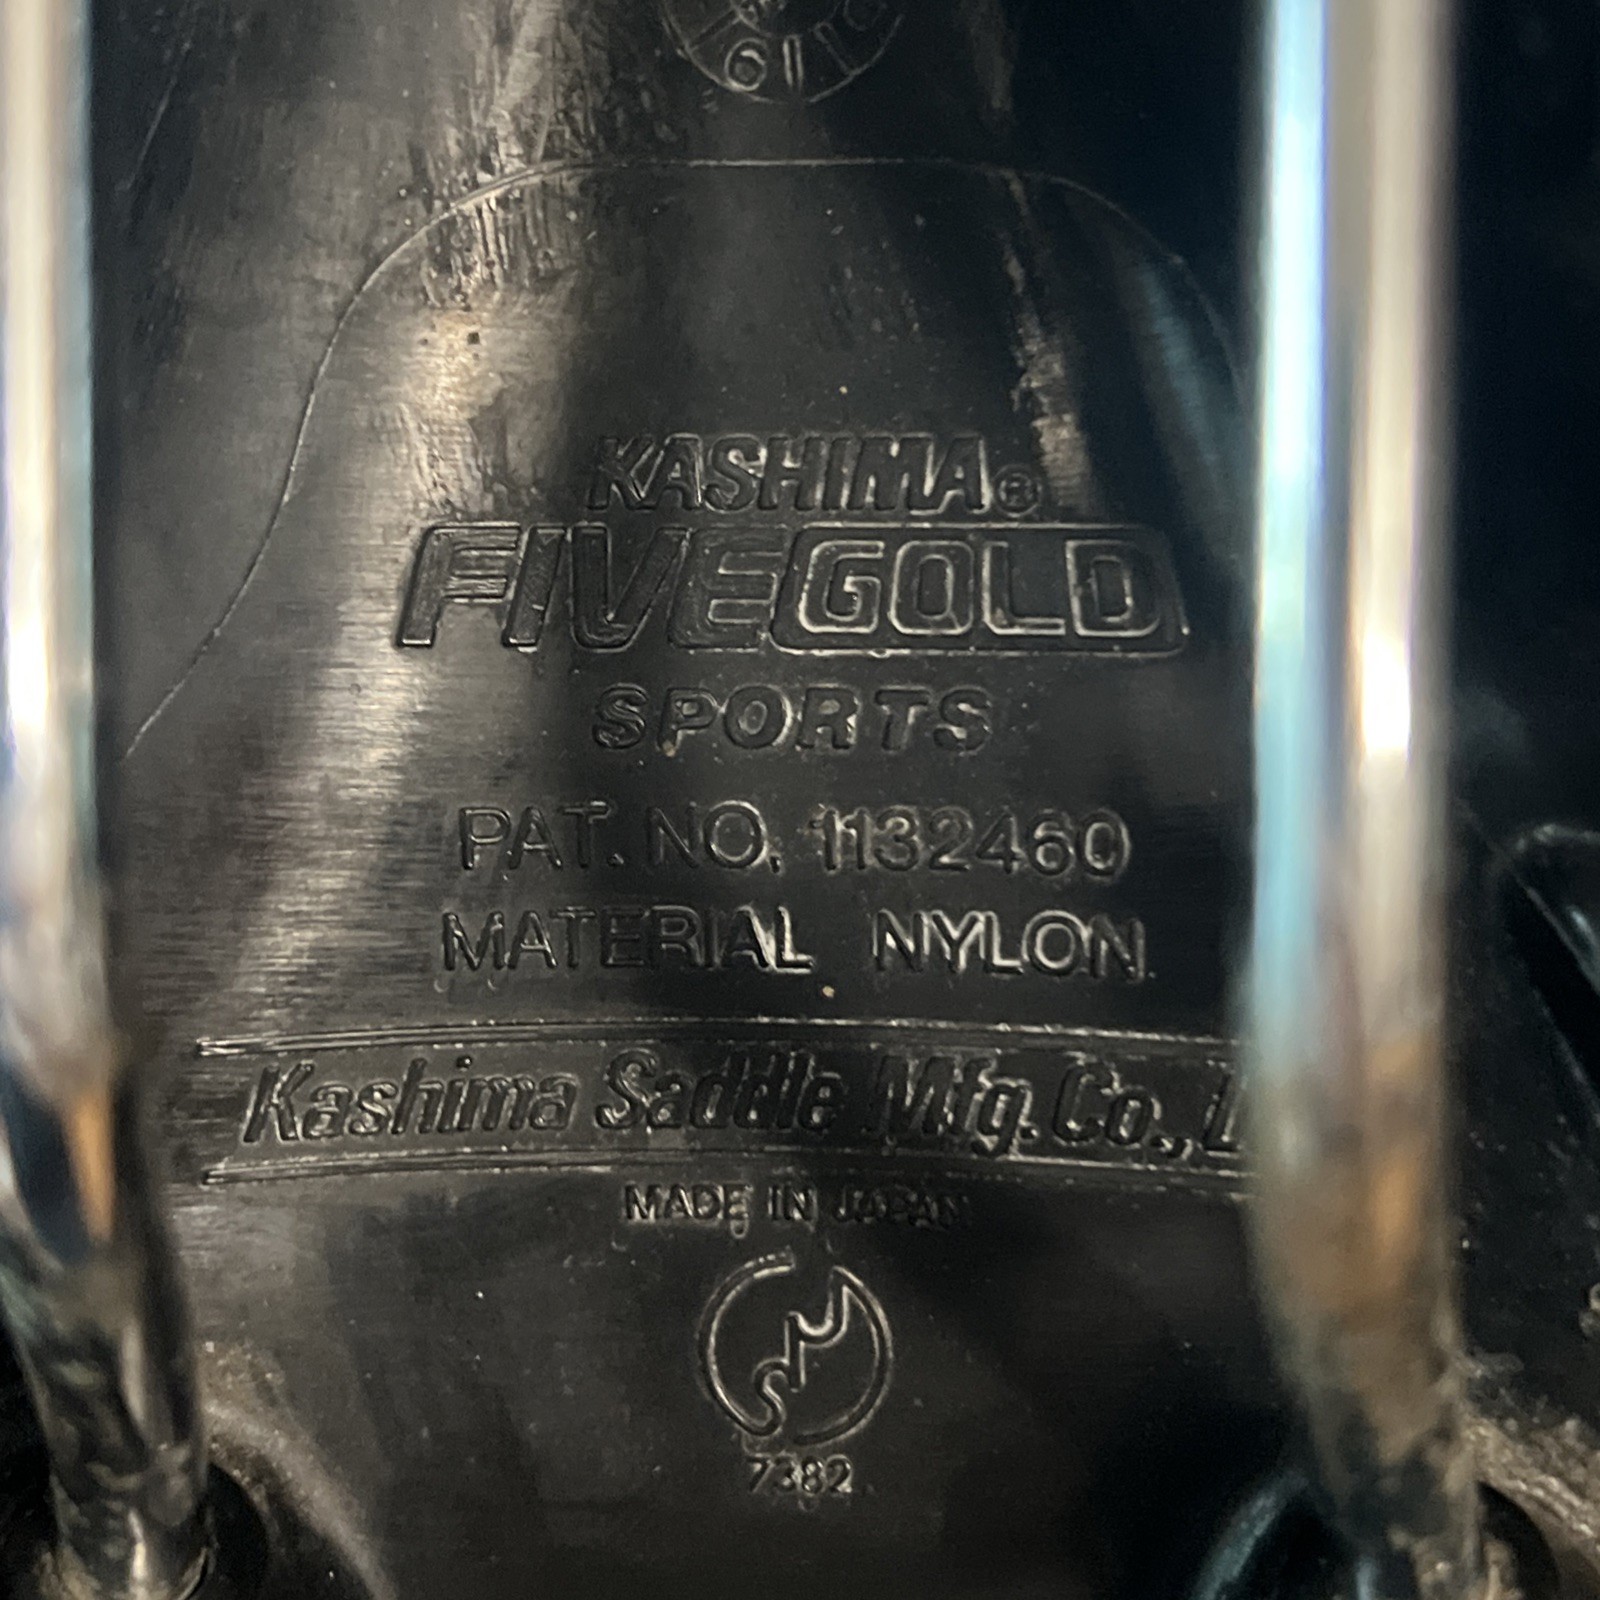 KASHIMA®
FIVEGOLD
SPORTS
PAT. NO. 1132460
MATERIAL NYLON
Kashima Saddle Mfg. Co.,
MADE IN JAPAN
7382